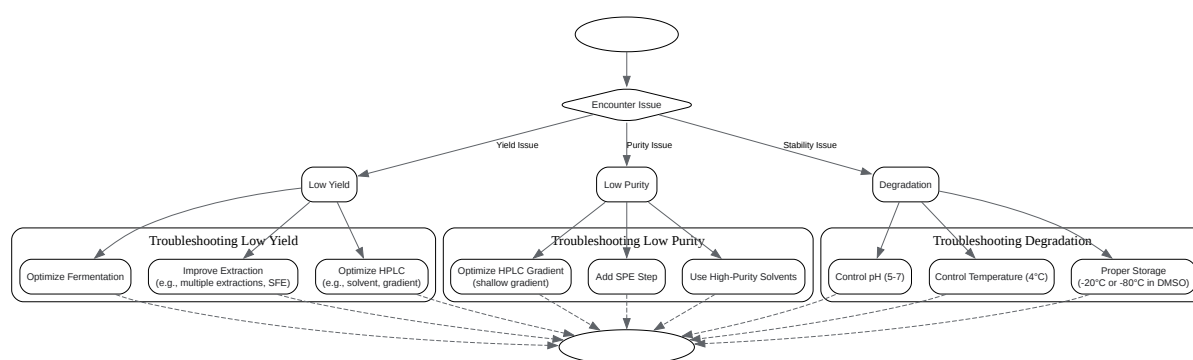 Encounter Issue
Yield Issue
Purity Issue
Stability Issue
Low Yield
Low Purity
Degradation
Troubleshooting Low Yield
Troubleshooting Low Purity
Troubleshooting Degradation
Optimize Fermentation
Improve Extraction
(e.g., multiple extractions, SFE)
Optimize HPLC
(e.g., solvent, gradient)
Optimize HPLC Gradient
(shallow gradient)
Add SPE Step
Use High-Purity Solvents
Control pH (5-7)
Control Temperature (4°C)
Proper Storage
(-20°C or -80°C in DMSO)